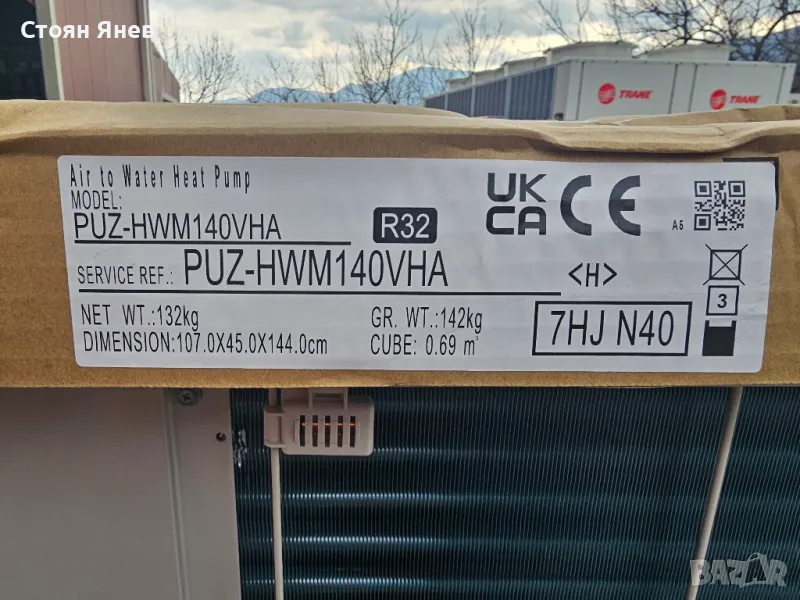 Стоян Янев
TRANE TRANE
Air to Water Heat Pump
MODEL:
PUZ-HWM140VHA R32
UK
CA CE
A5
SERVICE REF.: PUZ-HWM140VHA <H>
3
NET WT.:132kg GR. WT.:142kg
DIMENSION:107.0X45.0X144.0cm CUBE: 0.69 m³
7HJ N40
BAZAR